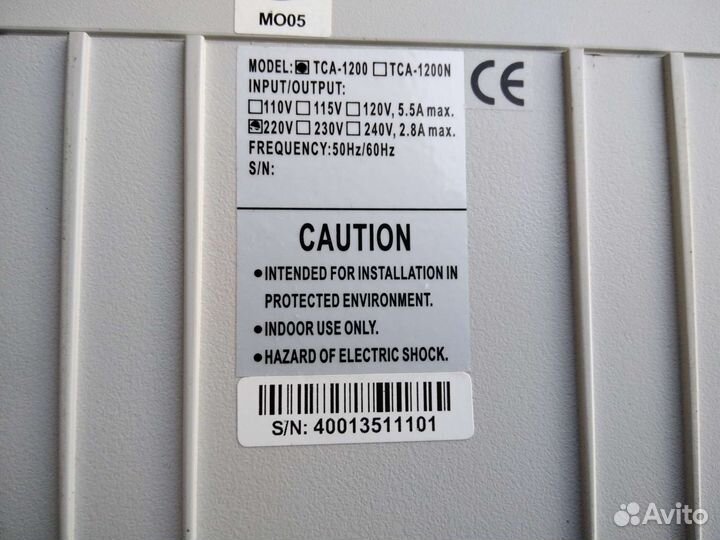 MO05
MODEL: TCA-1200 TCA-1200N
INPUT/OUTPUT:
110V 115V 120V, 5.5A max.
220V 230V 240V, 2.8A max.
FREQUENCY:50Hz/60Hz
S/N:
CE
CAUTION
•INTENDED FOR INSTALLATION IN
PROTECTED ENVIRONMENT.
•INDOOR USE ONLY.
•HAZARD OF ELECTRIC SHOCK.
S/N: 40013511101
Avito